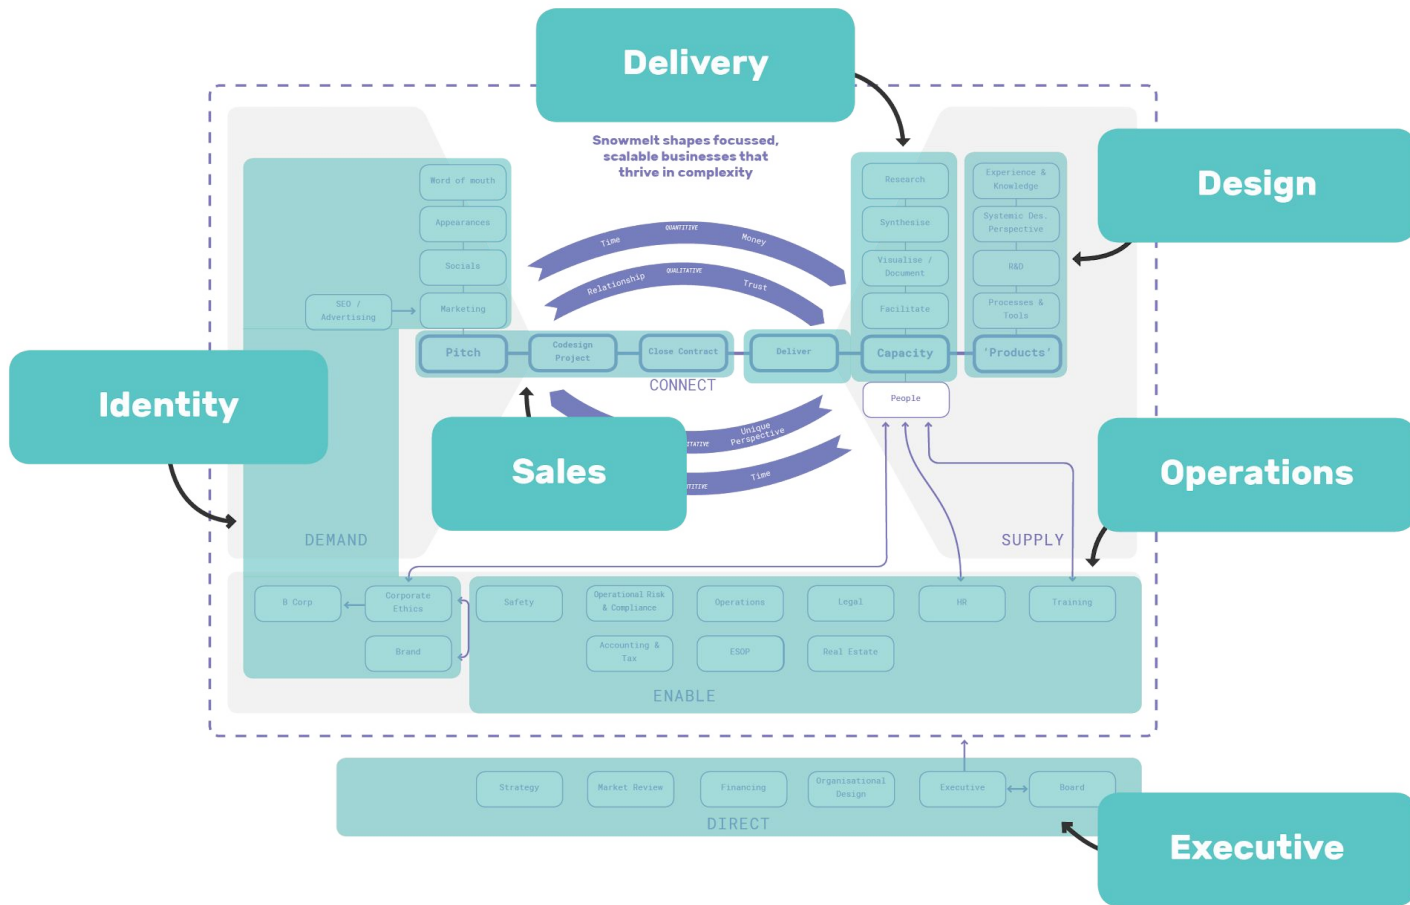 Delivery
Snowmelt shapes focussed,
scalable businesses that
thrive in complexity
Design
Word of mouth
Appearances
Socials
SEO /
Advertising
Marketing
Pitch
Codesign
Project
Close Contract
Deliver
Capacity
'Products'
Research
Synthesise
Visualise /
Document
Facilitate
Experience &
Knowledge
Systemic Des.
Perspective
R&D
Processes &
Tools
Time
QUANTITIVE
Money
Relationship
QUALITATIVE
Trust
CONNECT
People
Identity
Sales
Unique
Perspective
Time
Operations
DEMAND
SUPPLY
B Corp
Corporate
Ethics
Brand
Safety
Operational Risk
& Compliance
Operations
Legal
HR
Training
Accounting &
Tax
ESOP
Real Estate
ENABLE
Strategy
Market Review
Financing
Organisational
Design
Executive
Board
DIRECT
Executive